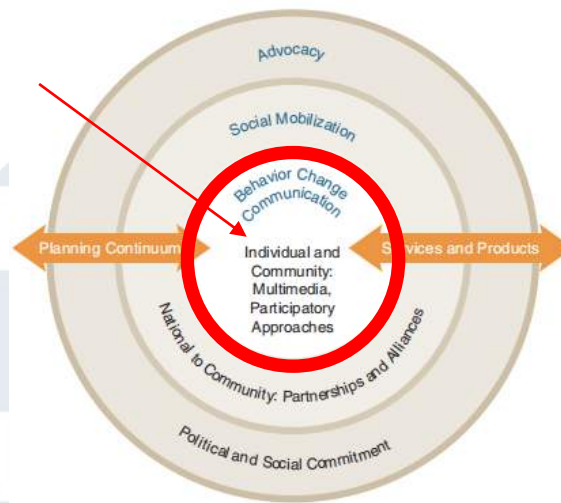 Advocacy
Social Mobilization
Behavior Change
Communication
Planning Continuum
Services and Products
Individual and
Community:
Multimedia,
Participatory
Approaches
National to Community: Partnerships and Alliances
Political and Social Commitment